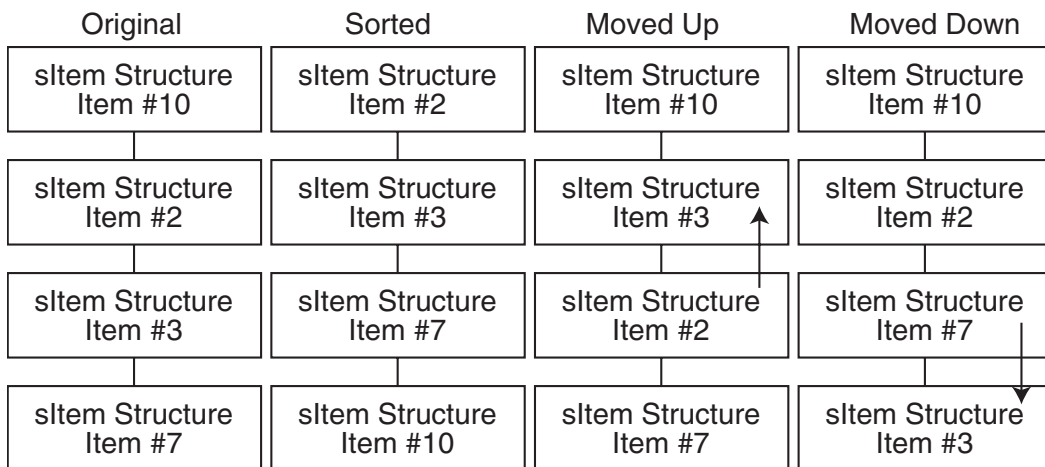 Original Sorted Moved Up Moved Down
sItem Structure sItem Structure sItem Structure sItem Structure
Item #10 Item #2 Item #10 Item #10
sItem Structure sItem Structure sItem Structure sItem Structure
Item #2 Item #3 Item #3 Item #2
sItem Structure sItem Structure sItem Structure sItem Structure
Item #3 Item #7 Item #2 Item #7
sItem Structure sItem Structure sItem Structure sItem Structure
Item #7 Item #10 Item #7 Item #3